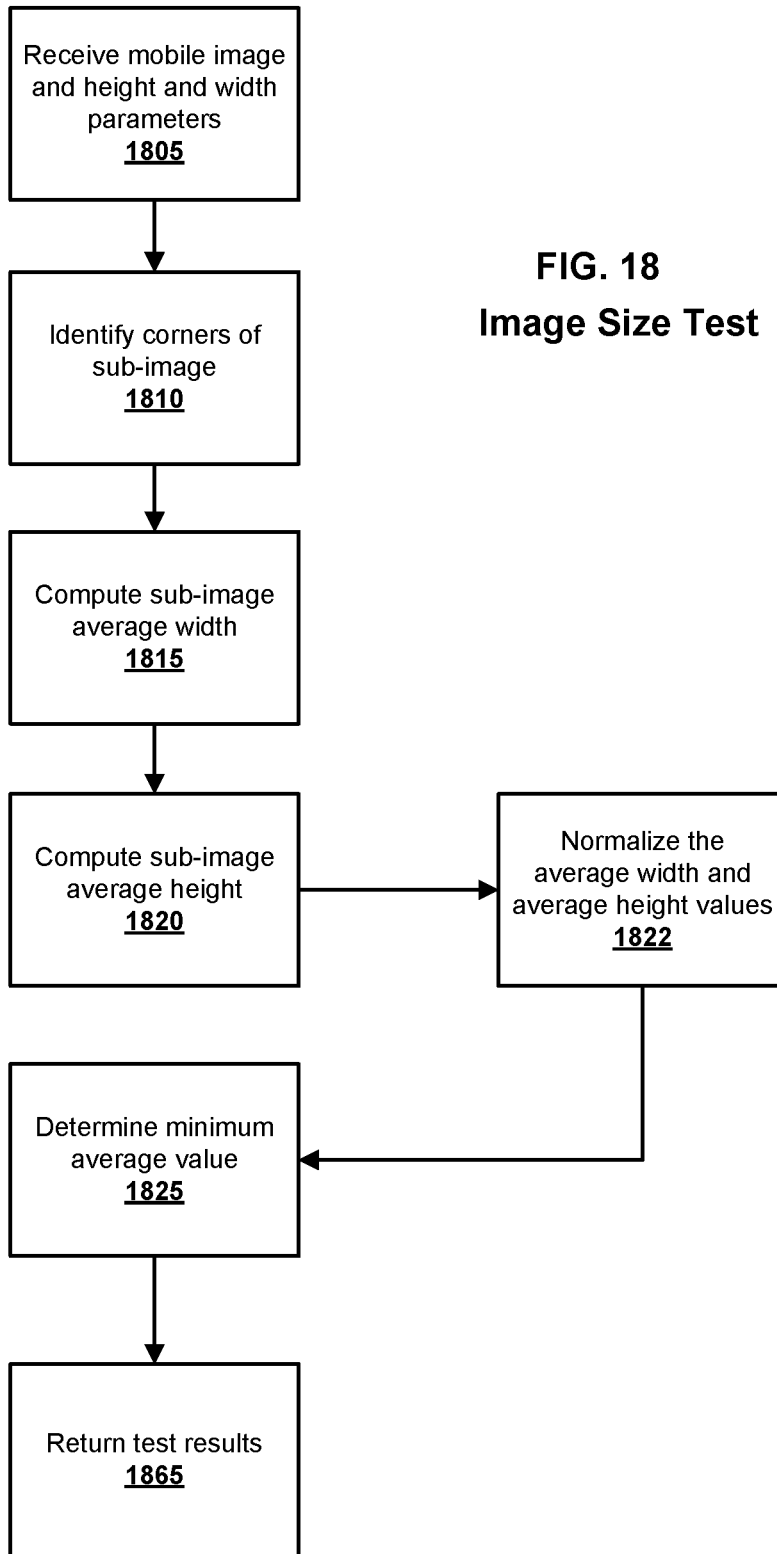 Receive mobile image
and height and width
parameters
1805
FIG. 18
Image Size Test
Identify corners of
sub-image
1810
Compute sub-image
average width
1815
Compute sub-image
average height
1820
Normalize the
average width and
average height values
1822
Determine minimum
average value
1825
Return test results
1865